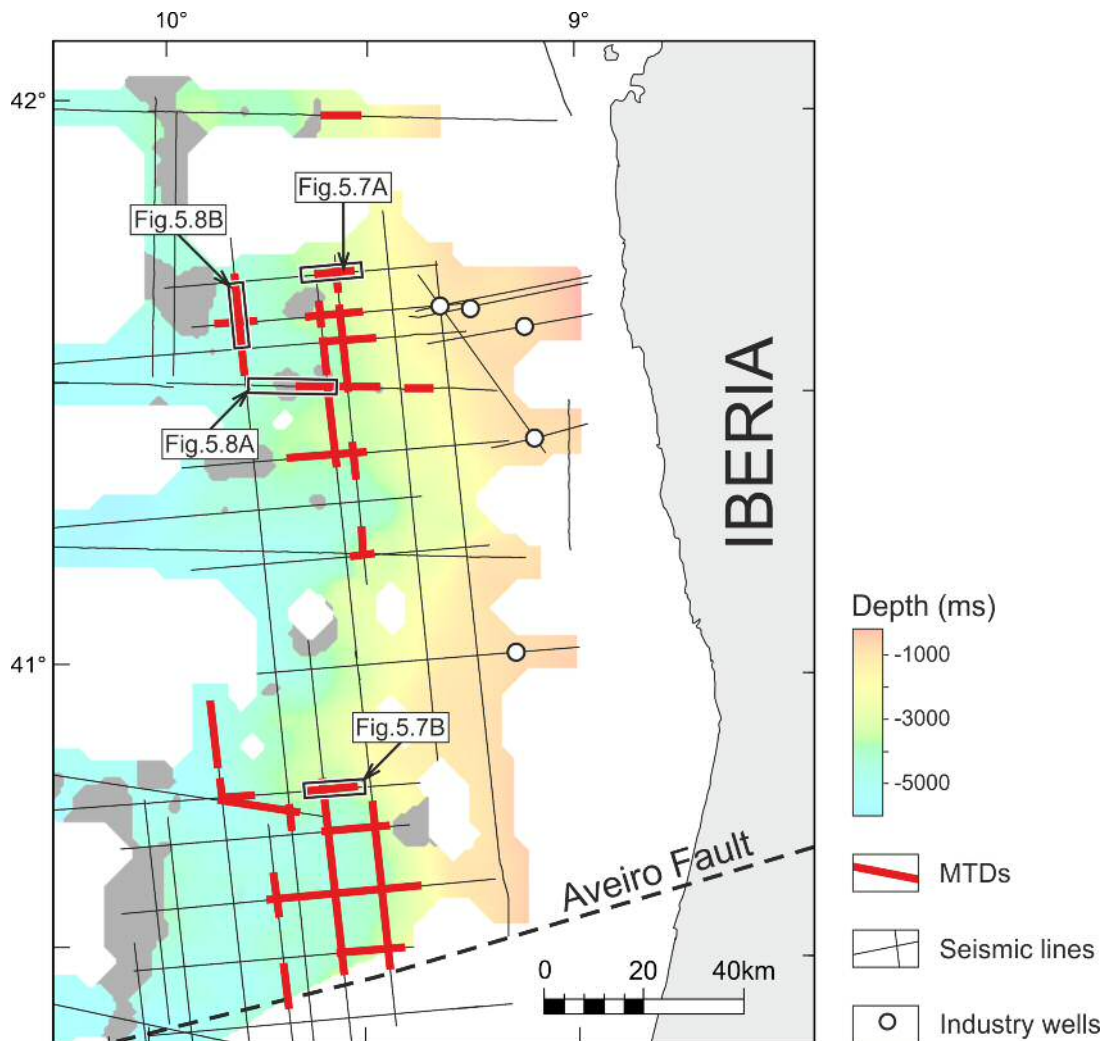 10°
9°
42°
Fig.5.7A
Fig.5.8B
Fig.5.8A
IBERIA
41°
Fig.5.7B
Aveiro Fault
0 20 40km
Depth (ms)
-1000
-3000
-5000
MTDs
Seismic lines
Industry wells